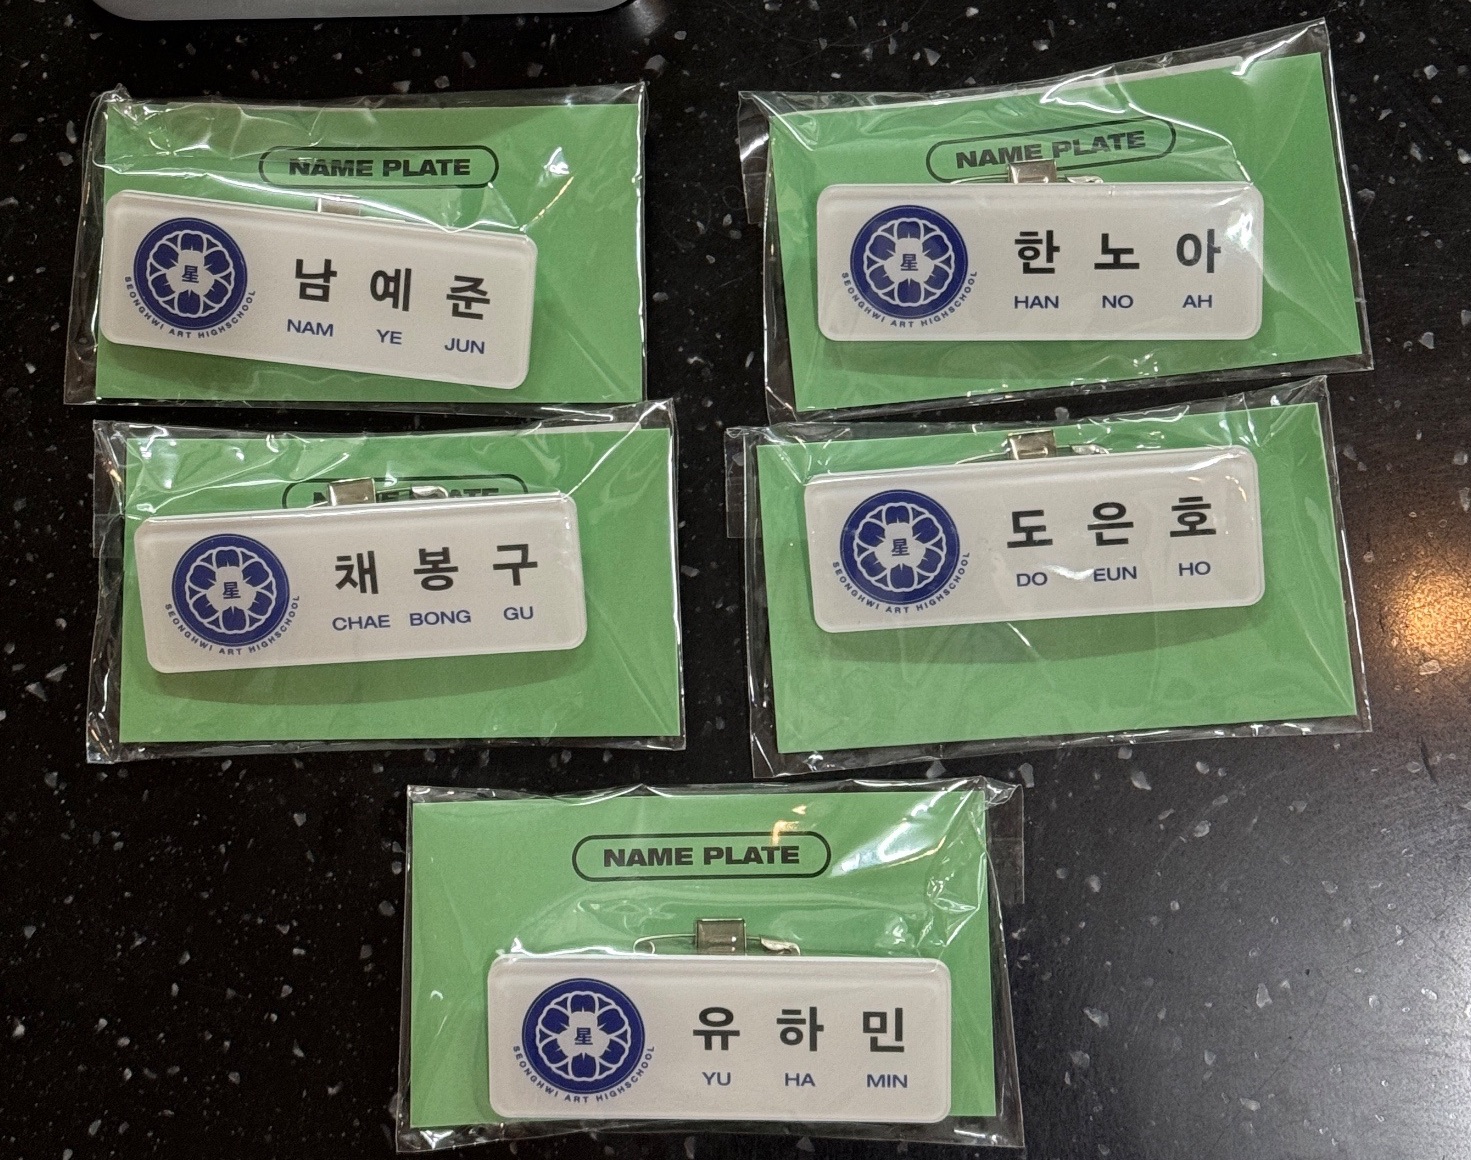 NAME PLATE
星
SEONGHWI ART HIGHSCHOOL
남 예 준
NAM YE JUN
NAME PLATE
星
SEONGHWI ART HIGHSCHOOL
한 노 아
HAN NO AH
NAME PLATE
星
SEONGHWI ART HIGHSCHOOL
채 봉 구
CHAE BONG GU
星
SEONGHWI ART HIGHSCHOOL
도 은 호
DO EUN HO
NAME PLATE
星
SEONGHWI ART HIGHSCHOOL
유 하 민
YU HA MIN